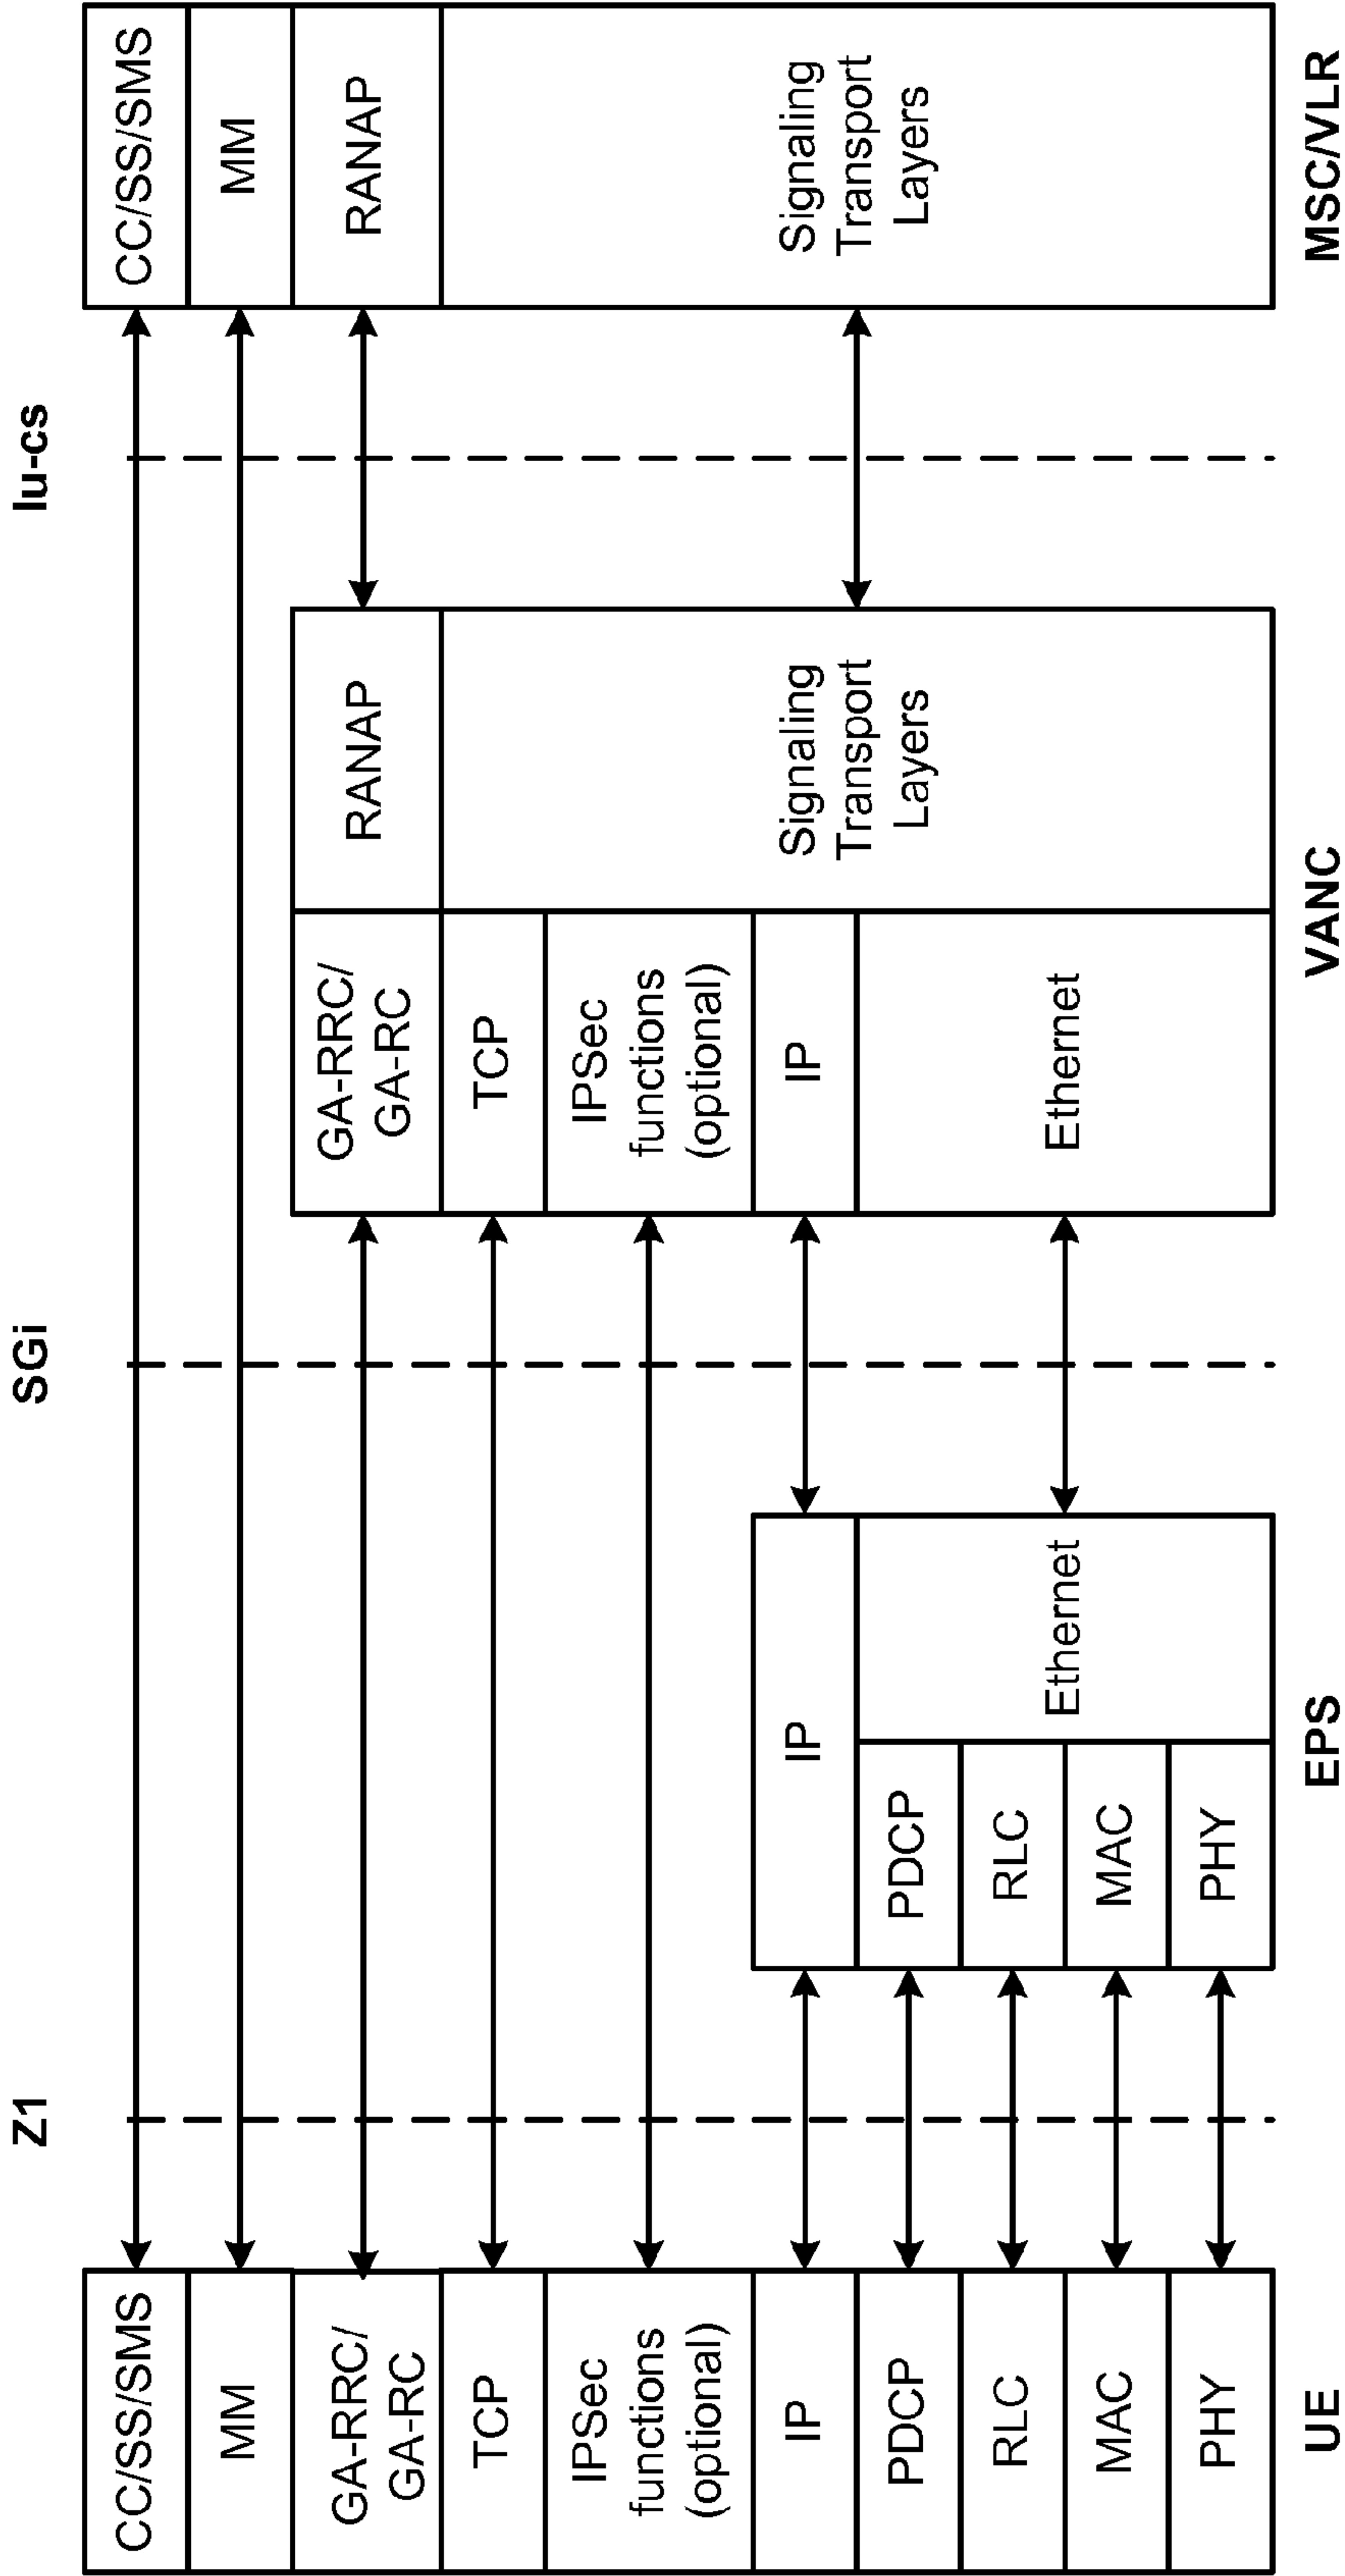 Z1
SGi
Iu-cs
CC/SS/SMS
MM
GA-RRC/
GA-RC
TCP
IPSec
functions
(optional)
IP
PDCP
RLC
MAC
PHY
UE
IP
PDCP
RLC
MAC
PHY
Ethernet
EPS
GA-RRC/
GA-RC
TCP
IPSec
functions
(optional)
IP
Ethernet
RANAP
Signaling
Transport
Layers
VANC
CC/SS/SMS
MM
RANAP
Signaling
Transport
Layers
MSC/VLR